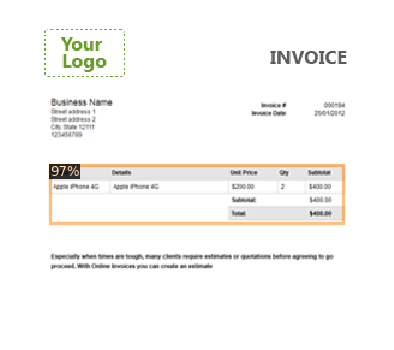 Your
Logo
INVOICE
Business Name
Street address 1
Street address 2
City, State 12111
123456789
Invoice # 000184
Invoice Date 25/01/2012
97%
Details Unit Price Qty Subtotal
Apple iPhone 4G Apple iPhone 4G $200.00 2 $400.00
Subtotal: $400.00
Total: $400.00
Especially when times are tough, many clients require estimates or quotations before agreeing to go
proceed. With Online Invoices you can create an estimate